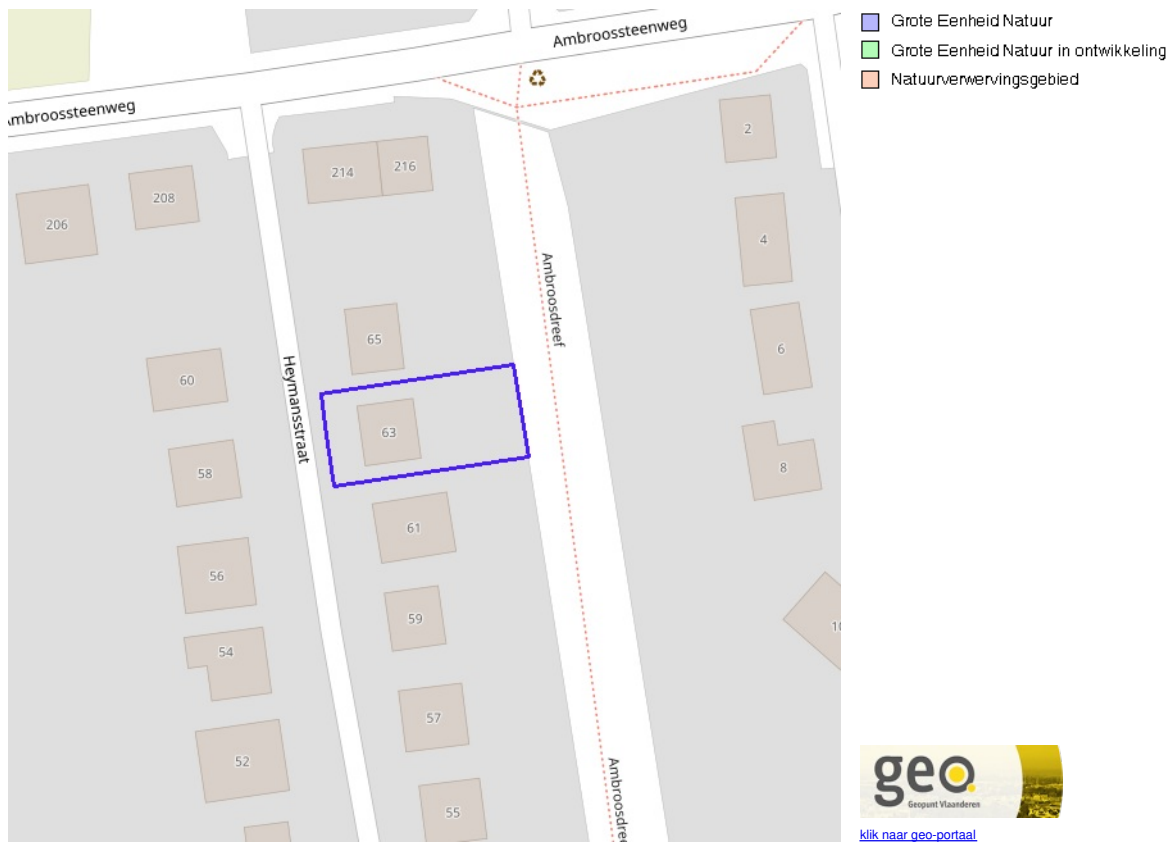 Ambroossteenweg
Ambroossteenweg
2
214
216
208
206
4
Ambroosdreef
65
6
60
Heymansstraat
63
58
8
61
56
59
10
54
57
52
55
Ambroosdree
Grote Eenheid Natuur
Grote Eenheid Natuur in ontwikkeling
Natuurverwervingsgebied
geo.
Geopunt Vlaanderen
klik naar geo-portaal